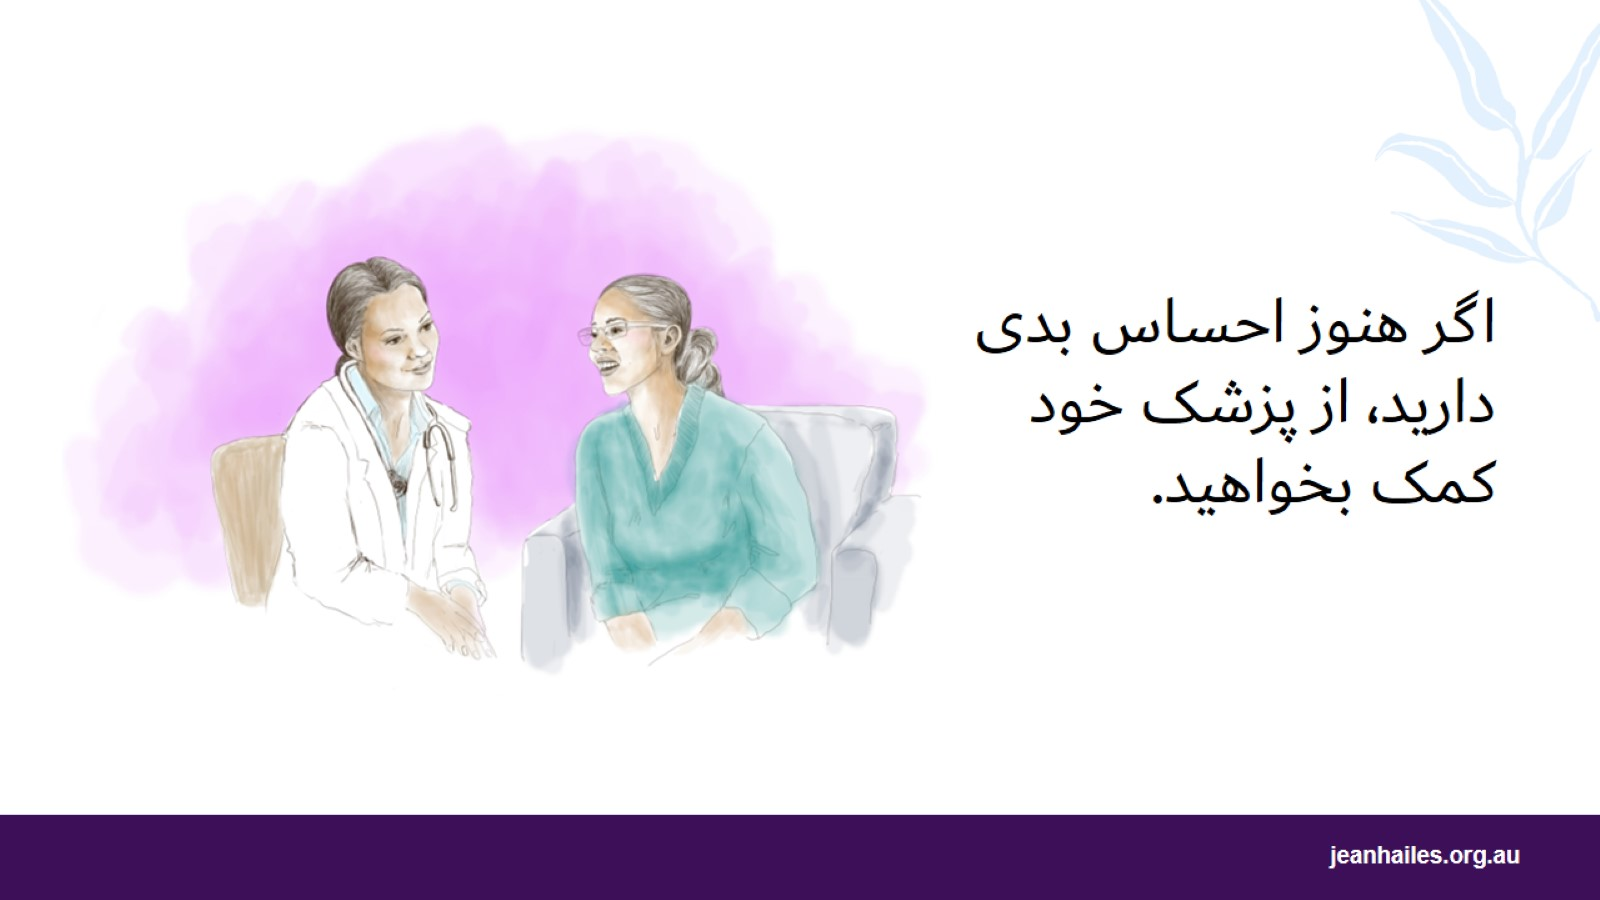 اگر هنوز احساس بدی
دارید، از پزشک خود
کمک بخواهید.
jeanhailes.org.au